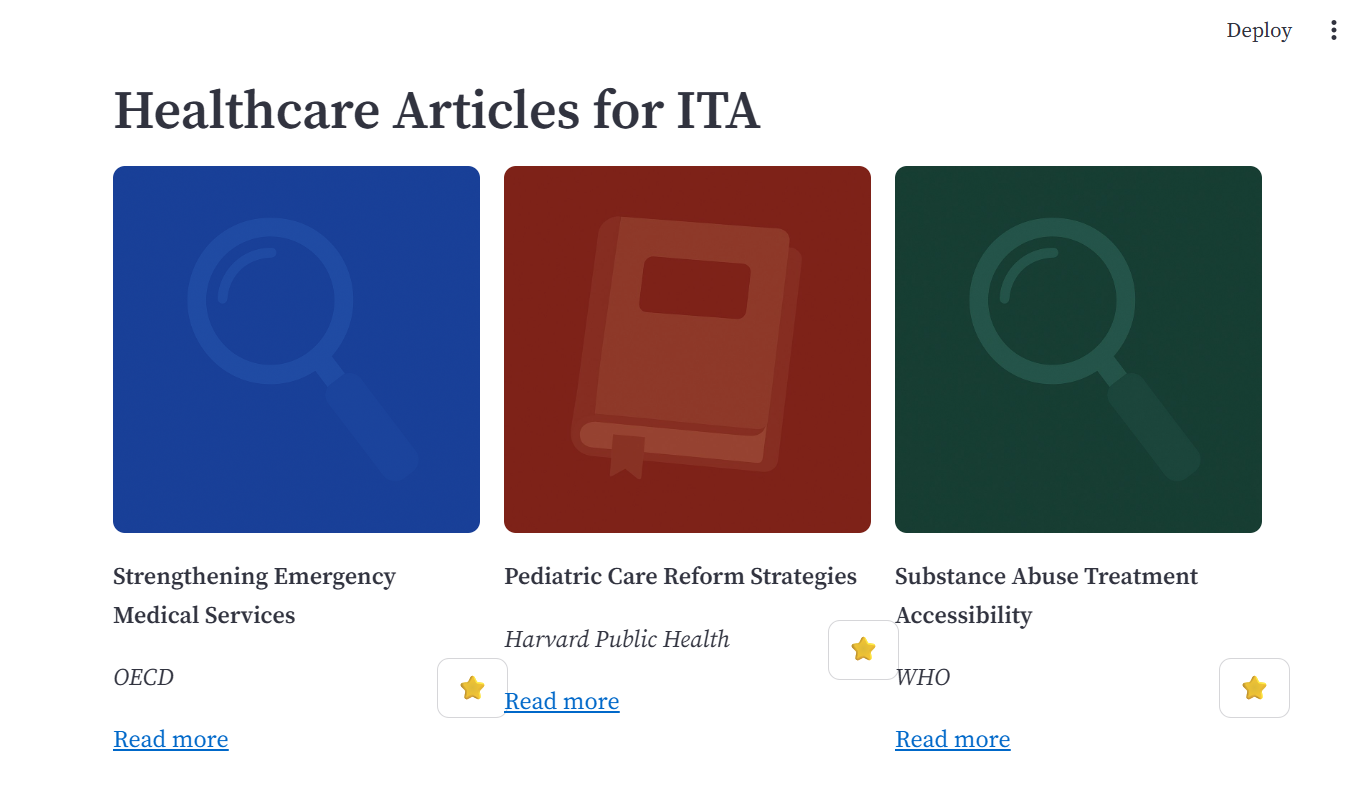 Deploy
Healthcare Articles for ITA
Strengthening Emergency
Medical Services
OECD
Read more
Pediatric Care Reform Strategies
Harvard Public Health
Read more
Substance Abuse Treatment
Accessibility
WHO
Read more